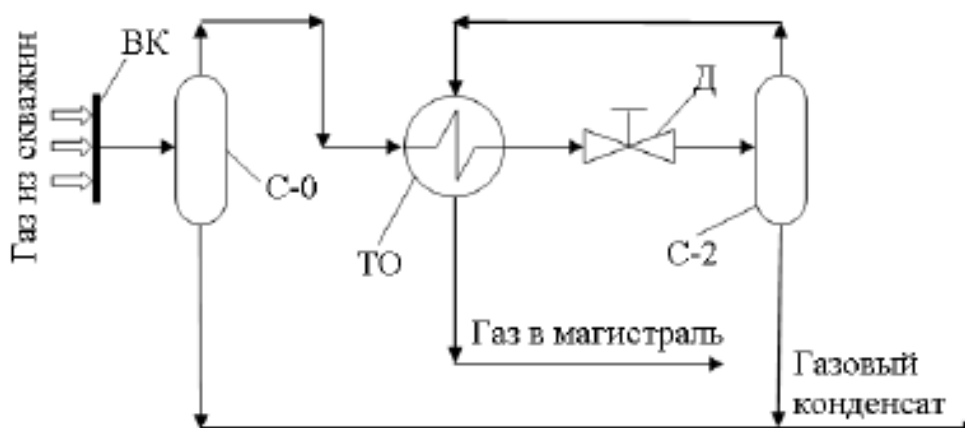 Газ из скважин
ВК
С-0
ТО
Д
С-2
Газ в магистраль
Газовый
конденсат